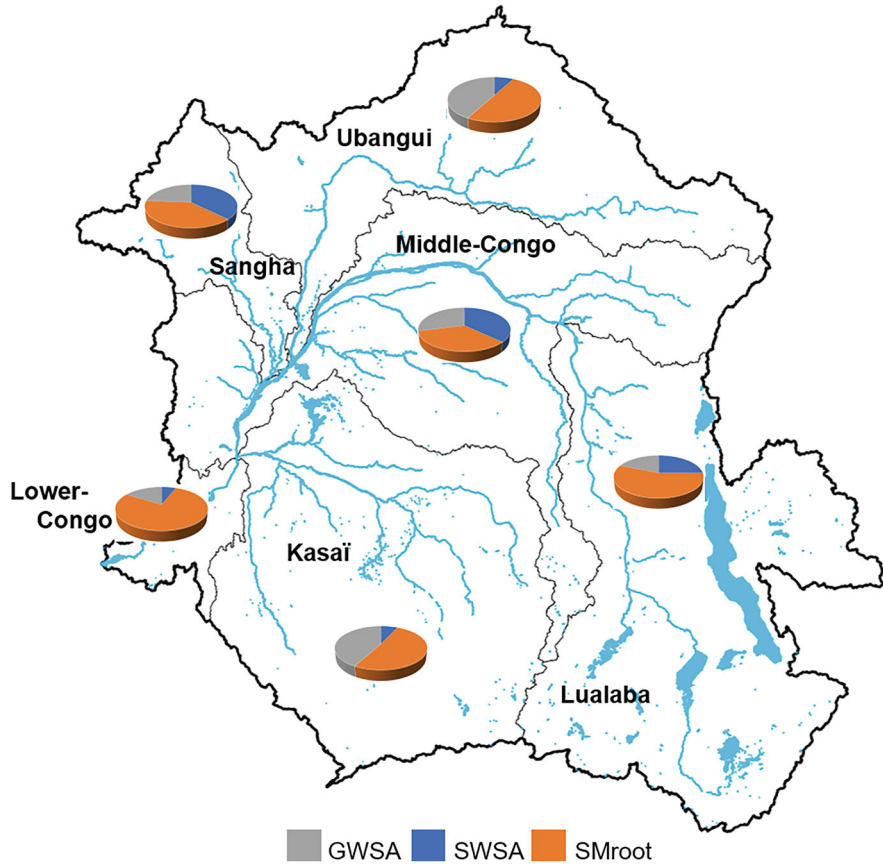 Ubangui
Middle-Congo
Sangha
Lower-
Congo
Kasaï
Lualaba
GWSA SWSA SMroot